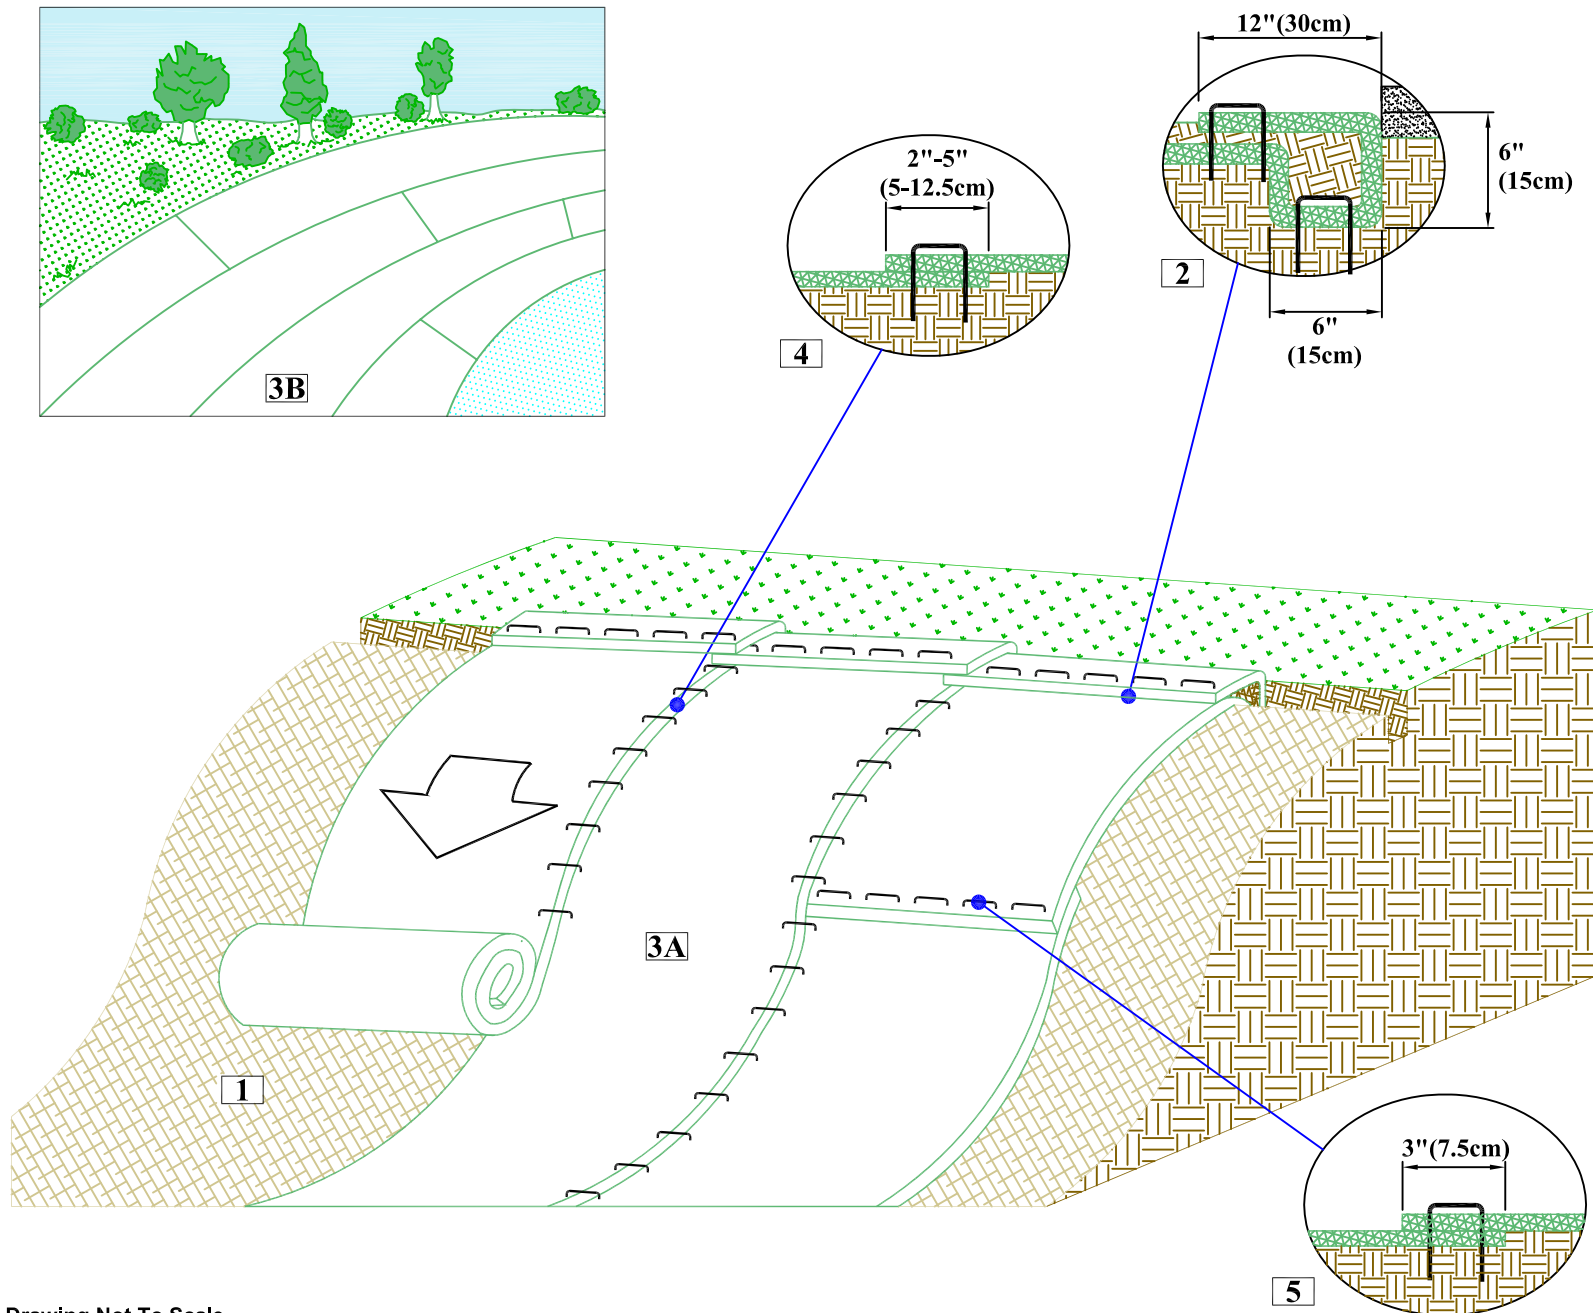 12"(30cm)
6"
(15cm)
2
6"
(15cm)
2"-5"
(5-12.5cm)
4
3B
3A
1
3"(7.5cm)
5
Drawing Not To Scale